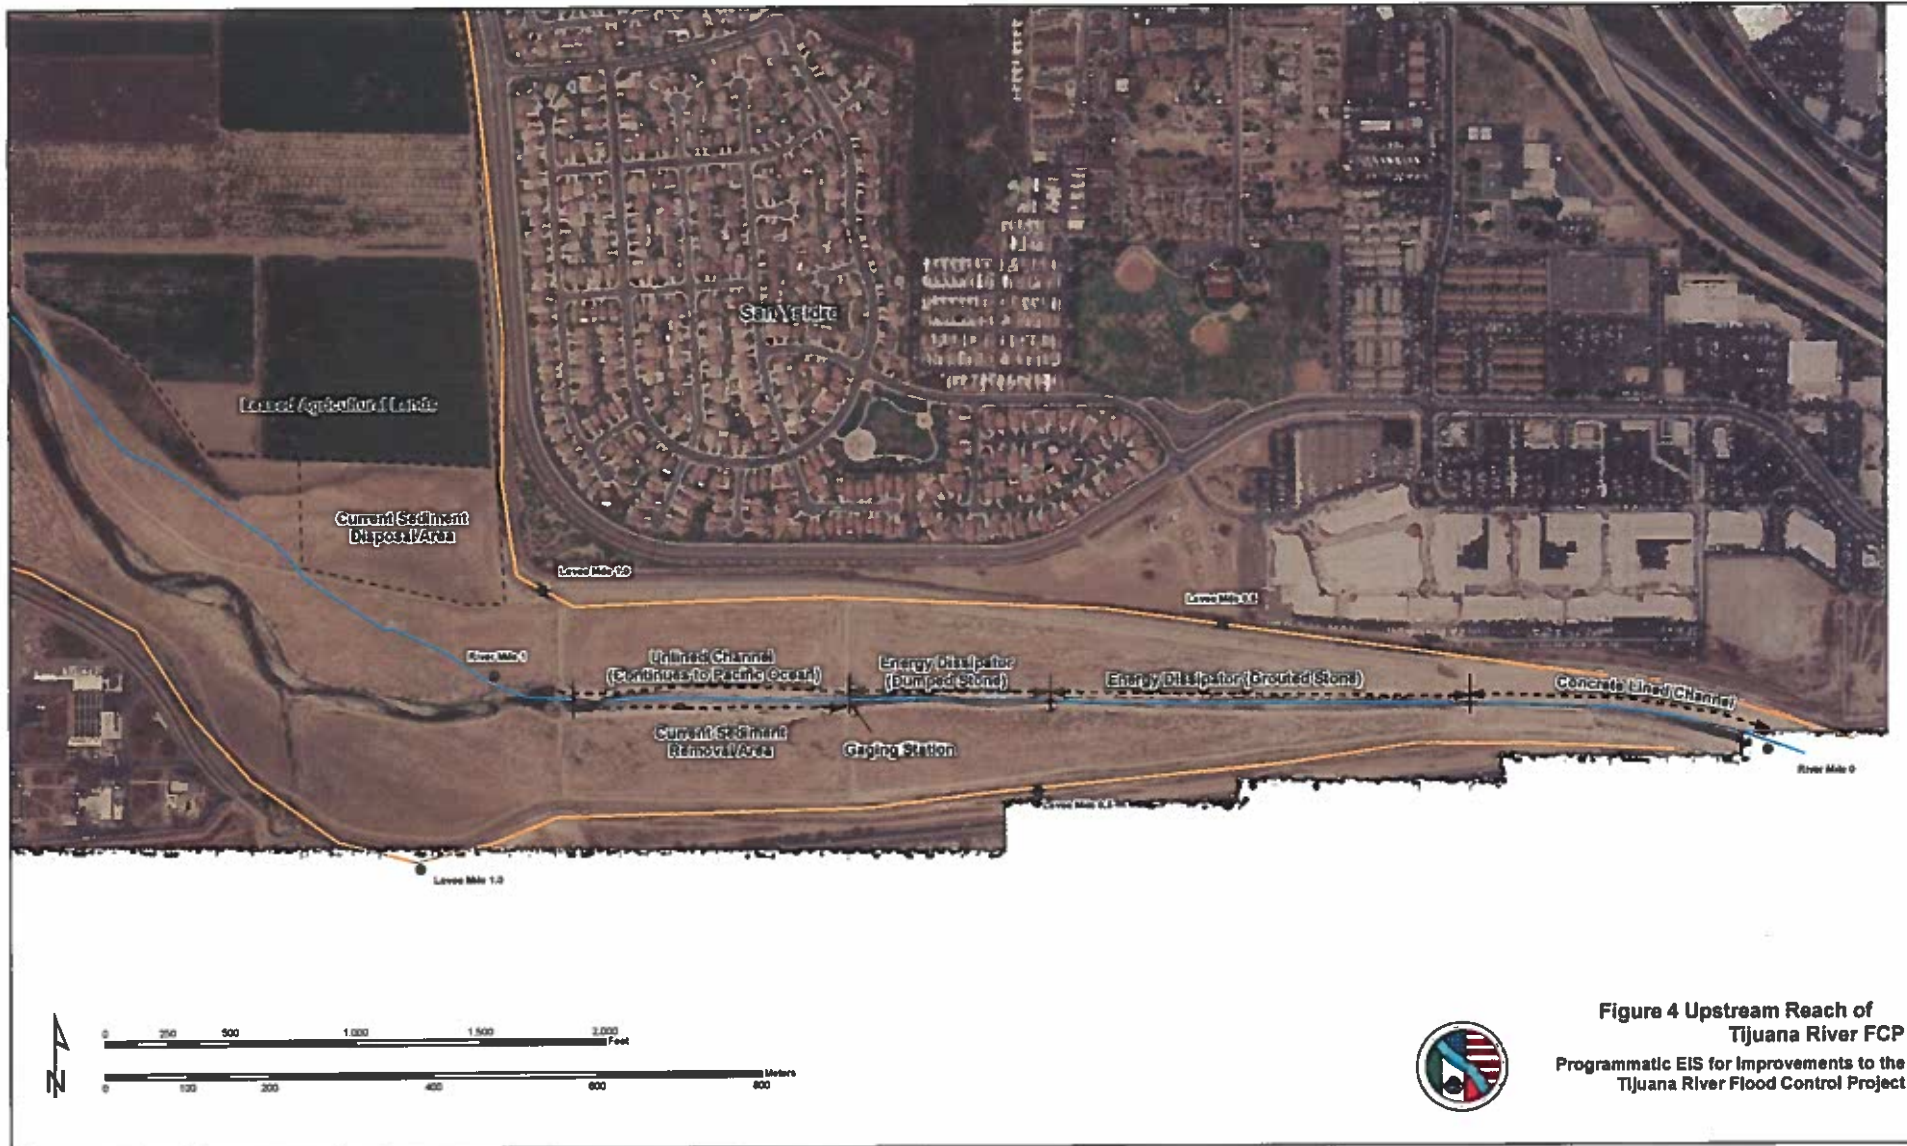 San Ysidro
Leased Agricultural Lands
Current Sediment
Disposal Area
Levee Mile 1.0
Levee Mile 0.5
River Mile 1
Unlined Channel
(Continues to Pacific Ocean)
Energy Dissipator
(Dumped Stone)
Energy Dissipator (Grouted Stone)
Concrete Lined Channel
Current Sediment
Removal Area
Gaging Station
River Mile 0
Levee Mile 0.5
Levee Mile 1.0
N
0 250 500 1,000 1,500 2,000
Feet
Meters
0 100 200 400 600 800
Figure 4 Upstream Reach of
Tijuana River FCP
Programmatic EIS for Improvements to the
Tijuana River Flood Control Project